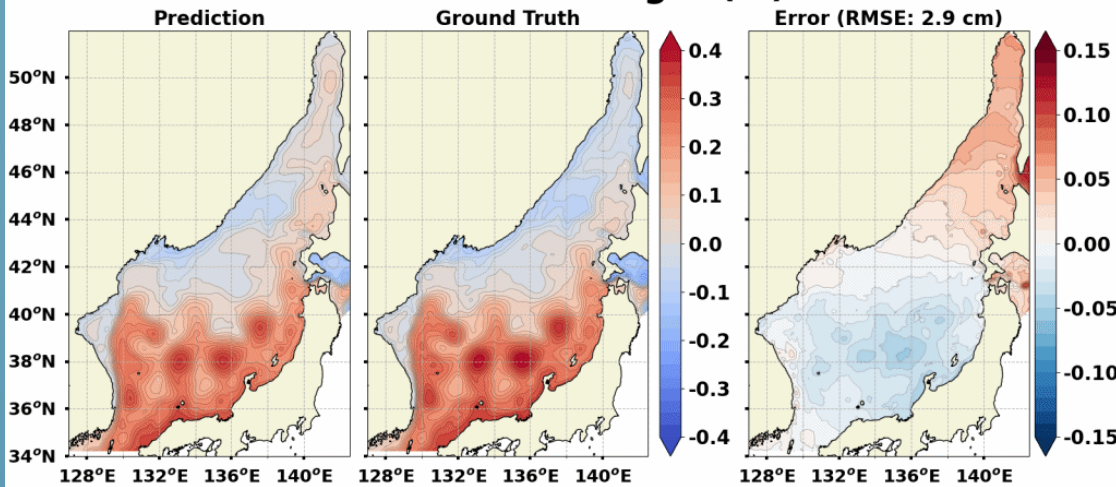 Prediction
Ground Truth
Error (RMSE: 2.9 cm)
50°N
48°N
46°N
44°N
42°N
40°N
38°N
36°N
34°N
128°E 132°E 136°E 140°E
128°E 132°E 136°E 140°E
0.4
0.3
0.2
0.1
0.0
-0.1
-0.2
-0.3
-0.4
128°E 132°E 136°E 140°E
0.15
0.10
0.05
0.00
-0.05
-0.10
-0.15